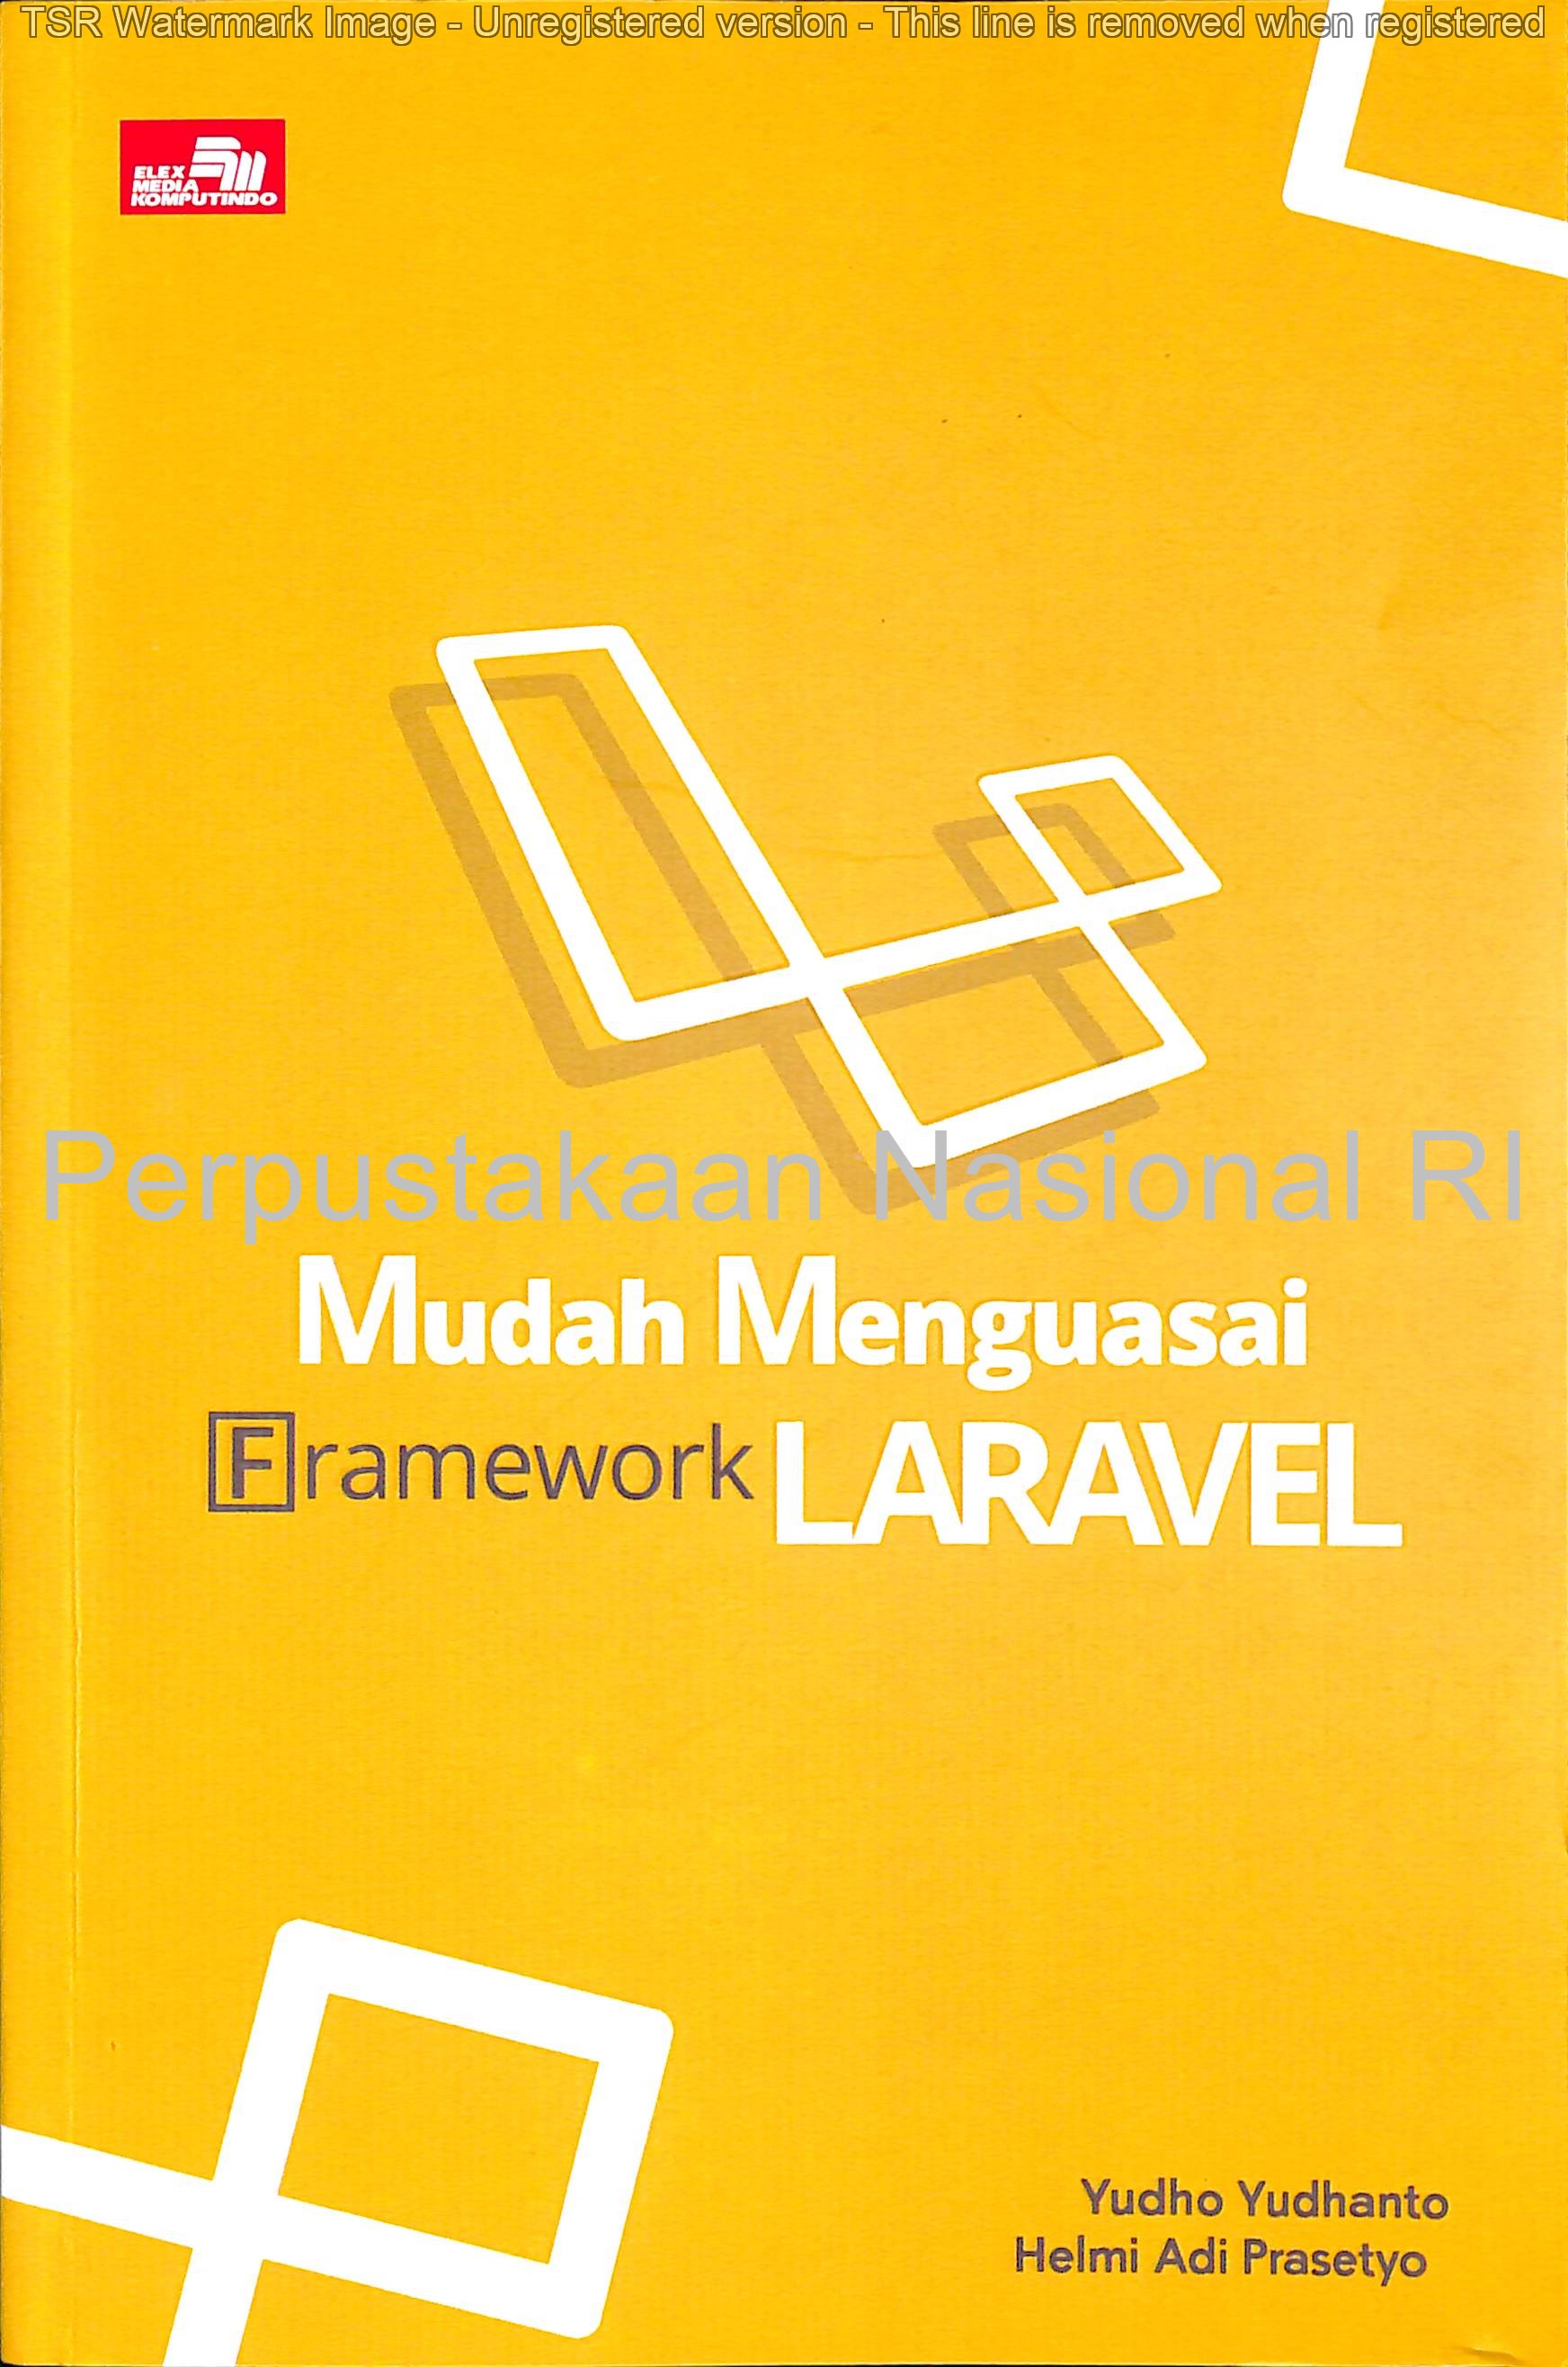 TSR Watermark Image - Unregistered version - This line is removed when registered
ELEX
MEDIA
KOMPUTINDO
Perpustakaan Nasional RI
Mudah Menguasai
Framework LARAVEL
Yudho Yudhanto
Helmi Adi Prasetyo